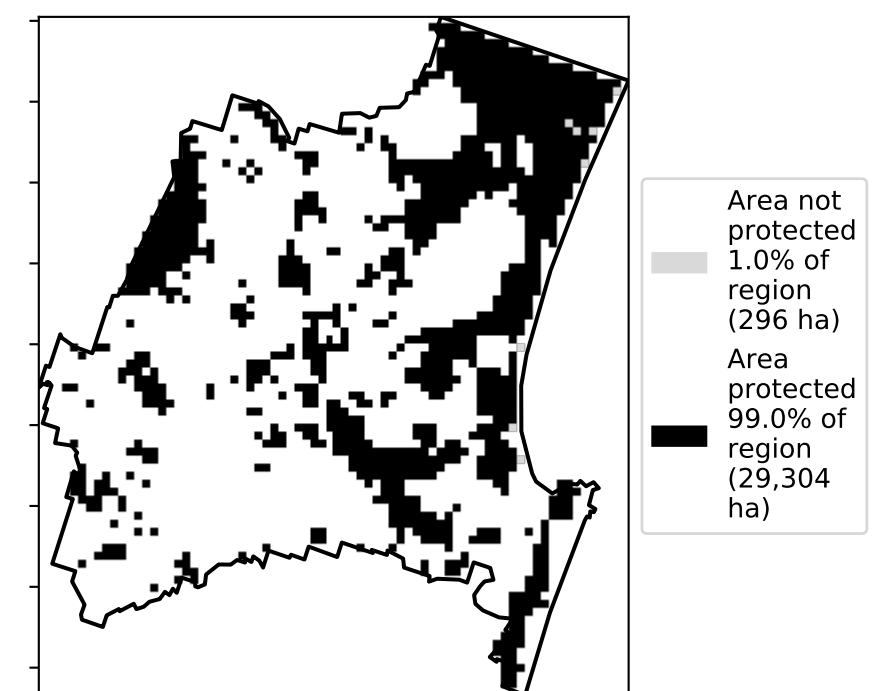 Area not
protected
1.0% of
region
(296 ha)
Area
protected
99.0% of
region
(29,304
ha)